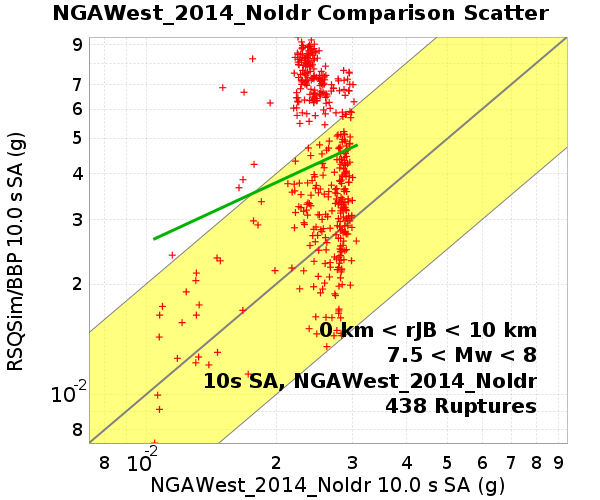 NGAWest_2014_NoIdr Comparison Scatter
RSQSim/BBP 10.0 s SA (g)
9
7
6
5
4
3
2
10-2
8
0 km < rJB < 10 km
7.5 < Mw < 8
10s SA, NGAWest_2014_NoIdr
438 Ruptures
8 10-2 2 3 4 5 6 7 8 9
NGAWest_2014_NoIdr 10.0 s SA (g)